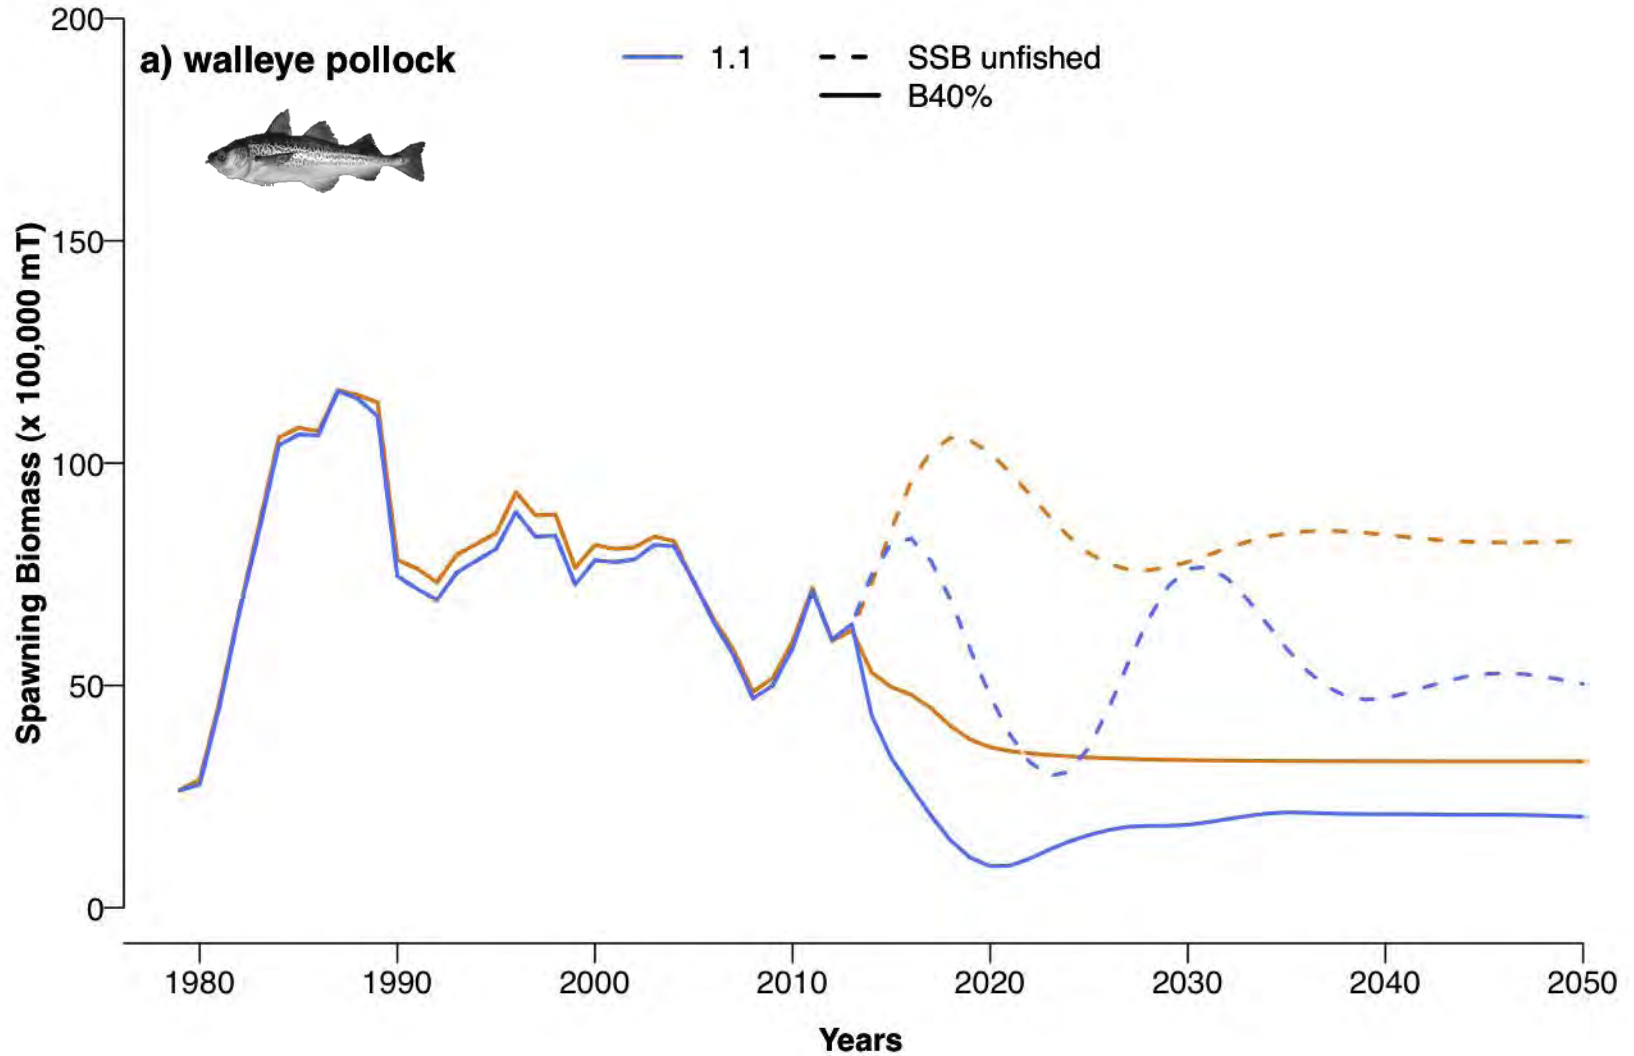 200
a) walleye pollock
1.1
SSB unfished
B40%
150
100
50
0
Spawning Biomass (x 100,000 mT)
1980 1990 2000 2010 2020 2030 2040 2050
Years